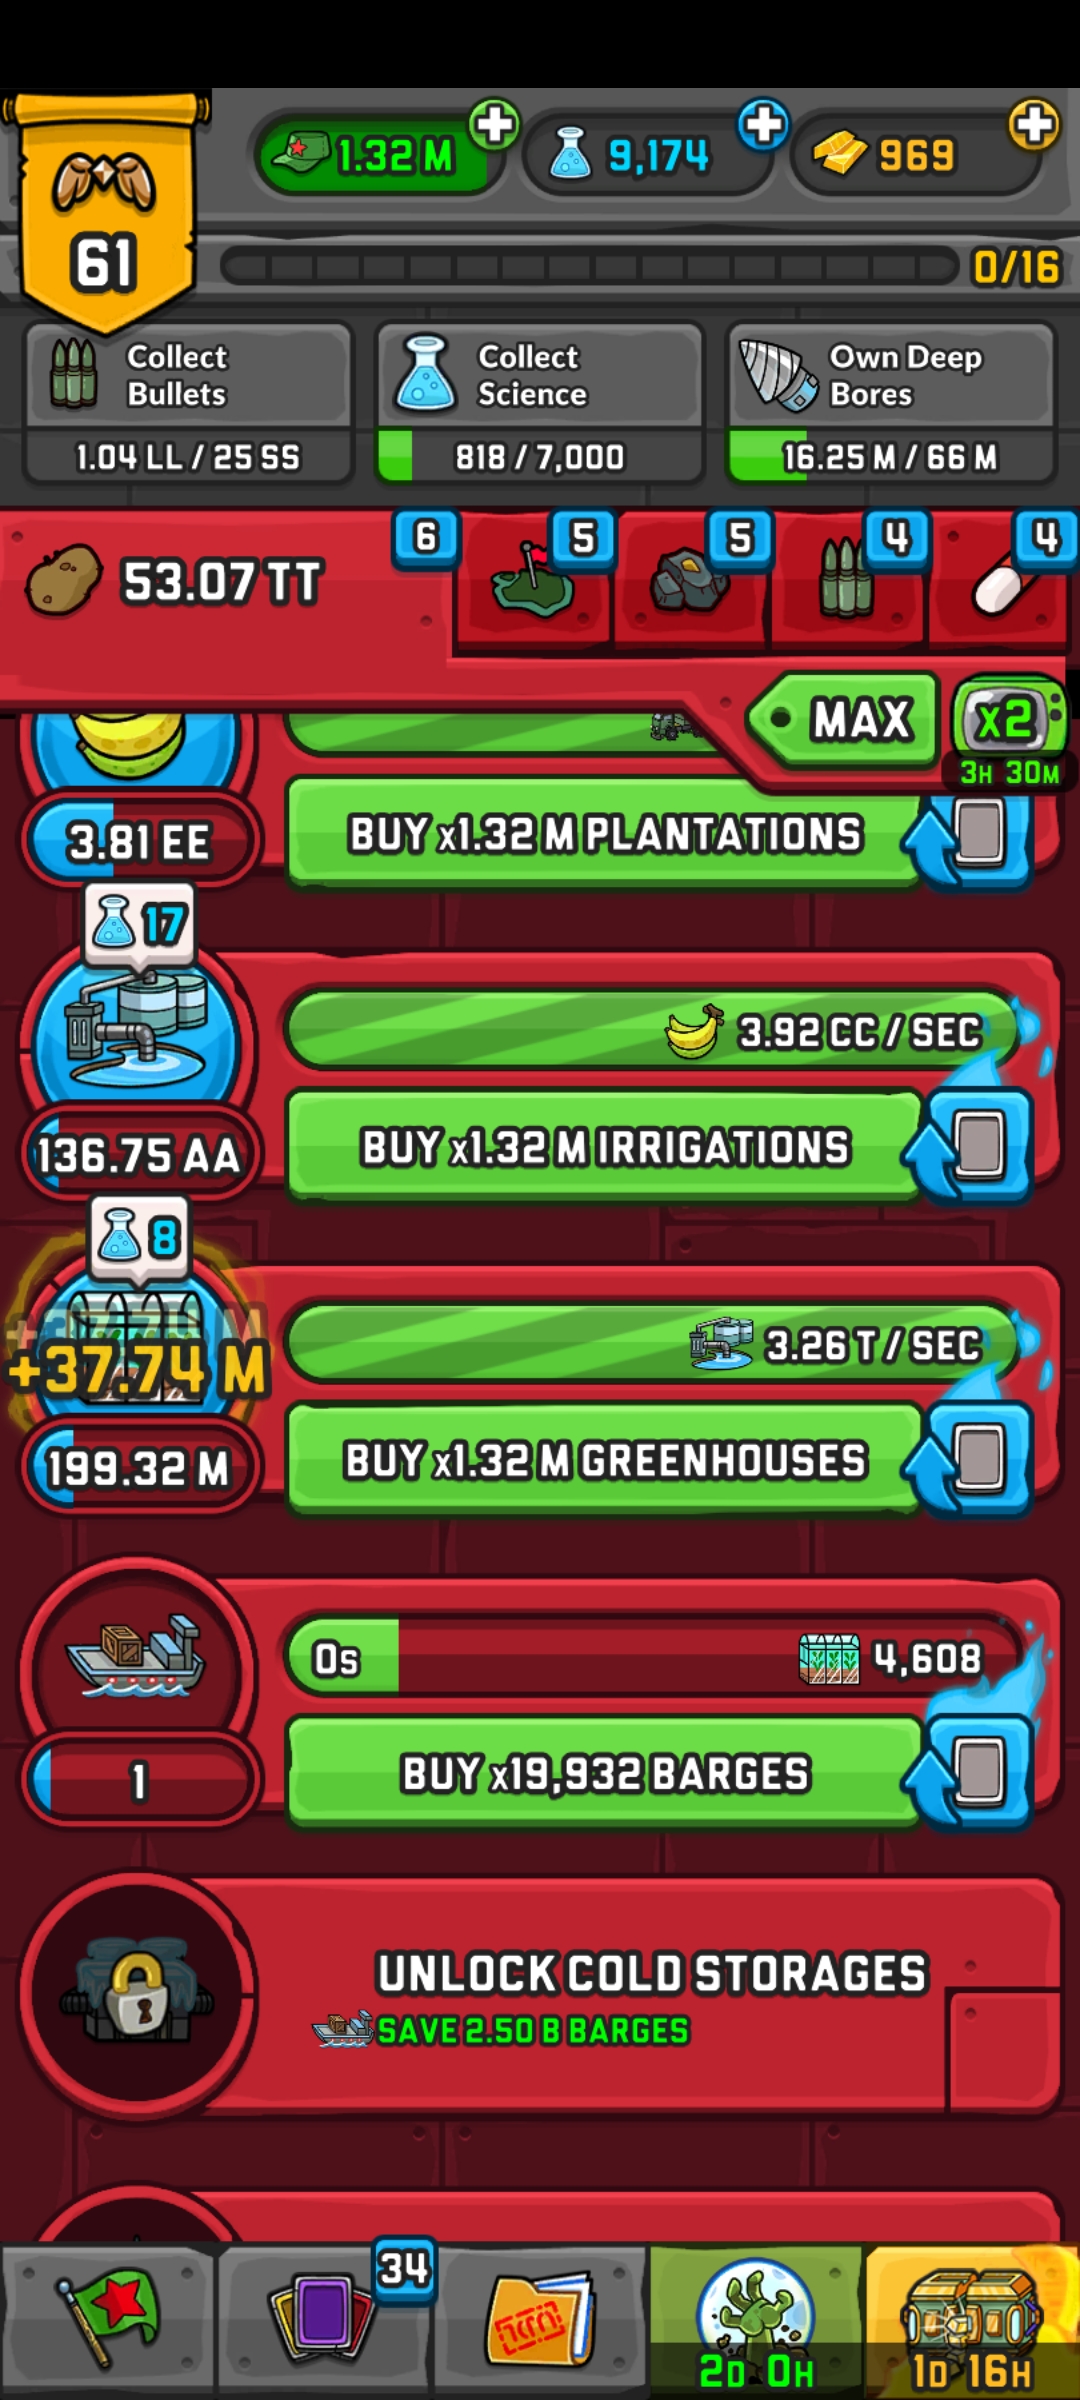 61
1.32 M
9,174
969
0/16
Collect
Bullets
1.04 LL / 25 SS
Collect
Science
818 / 7,000
Own Deep
Bores
16.25 M / 66 M
53.07 TT
6
5
5
4
4
MAX
x2
3H 30M
3.81 EE
BUY x1.32 M PLANTATIONS
17
3.92 CC / SEC
136.75 AA
BUY x1.32 M IRRIGATIONS
8
+37.74 M
3.26 T / SEC
199.32 M
BUY x1.32 M GREENHOUSES
0s
4,608
1
BUY x19,932 BARGES
UNLOCK COLD STORAGES
SAVE 2.50 B BARGES
34
2D 0H
1D 16H